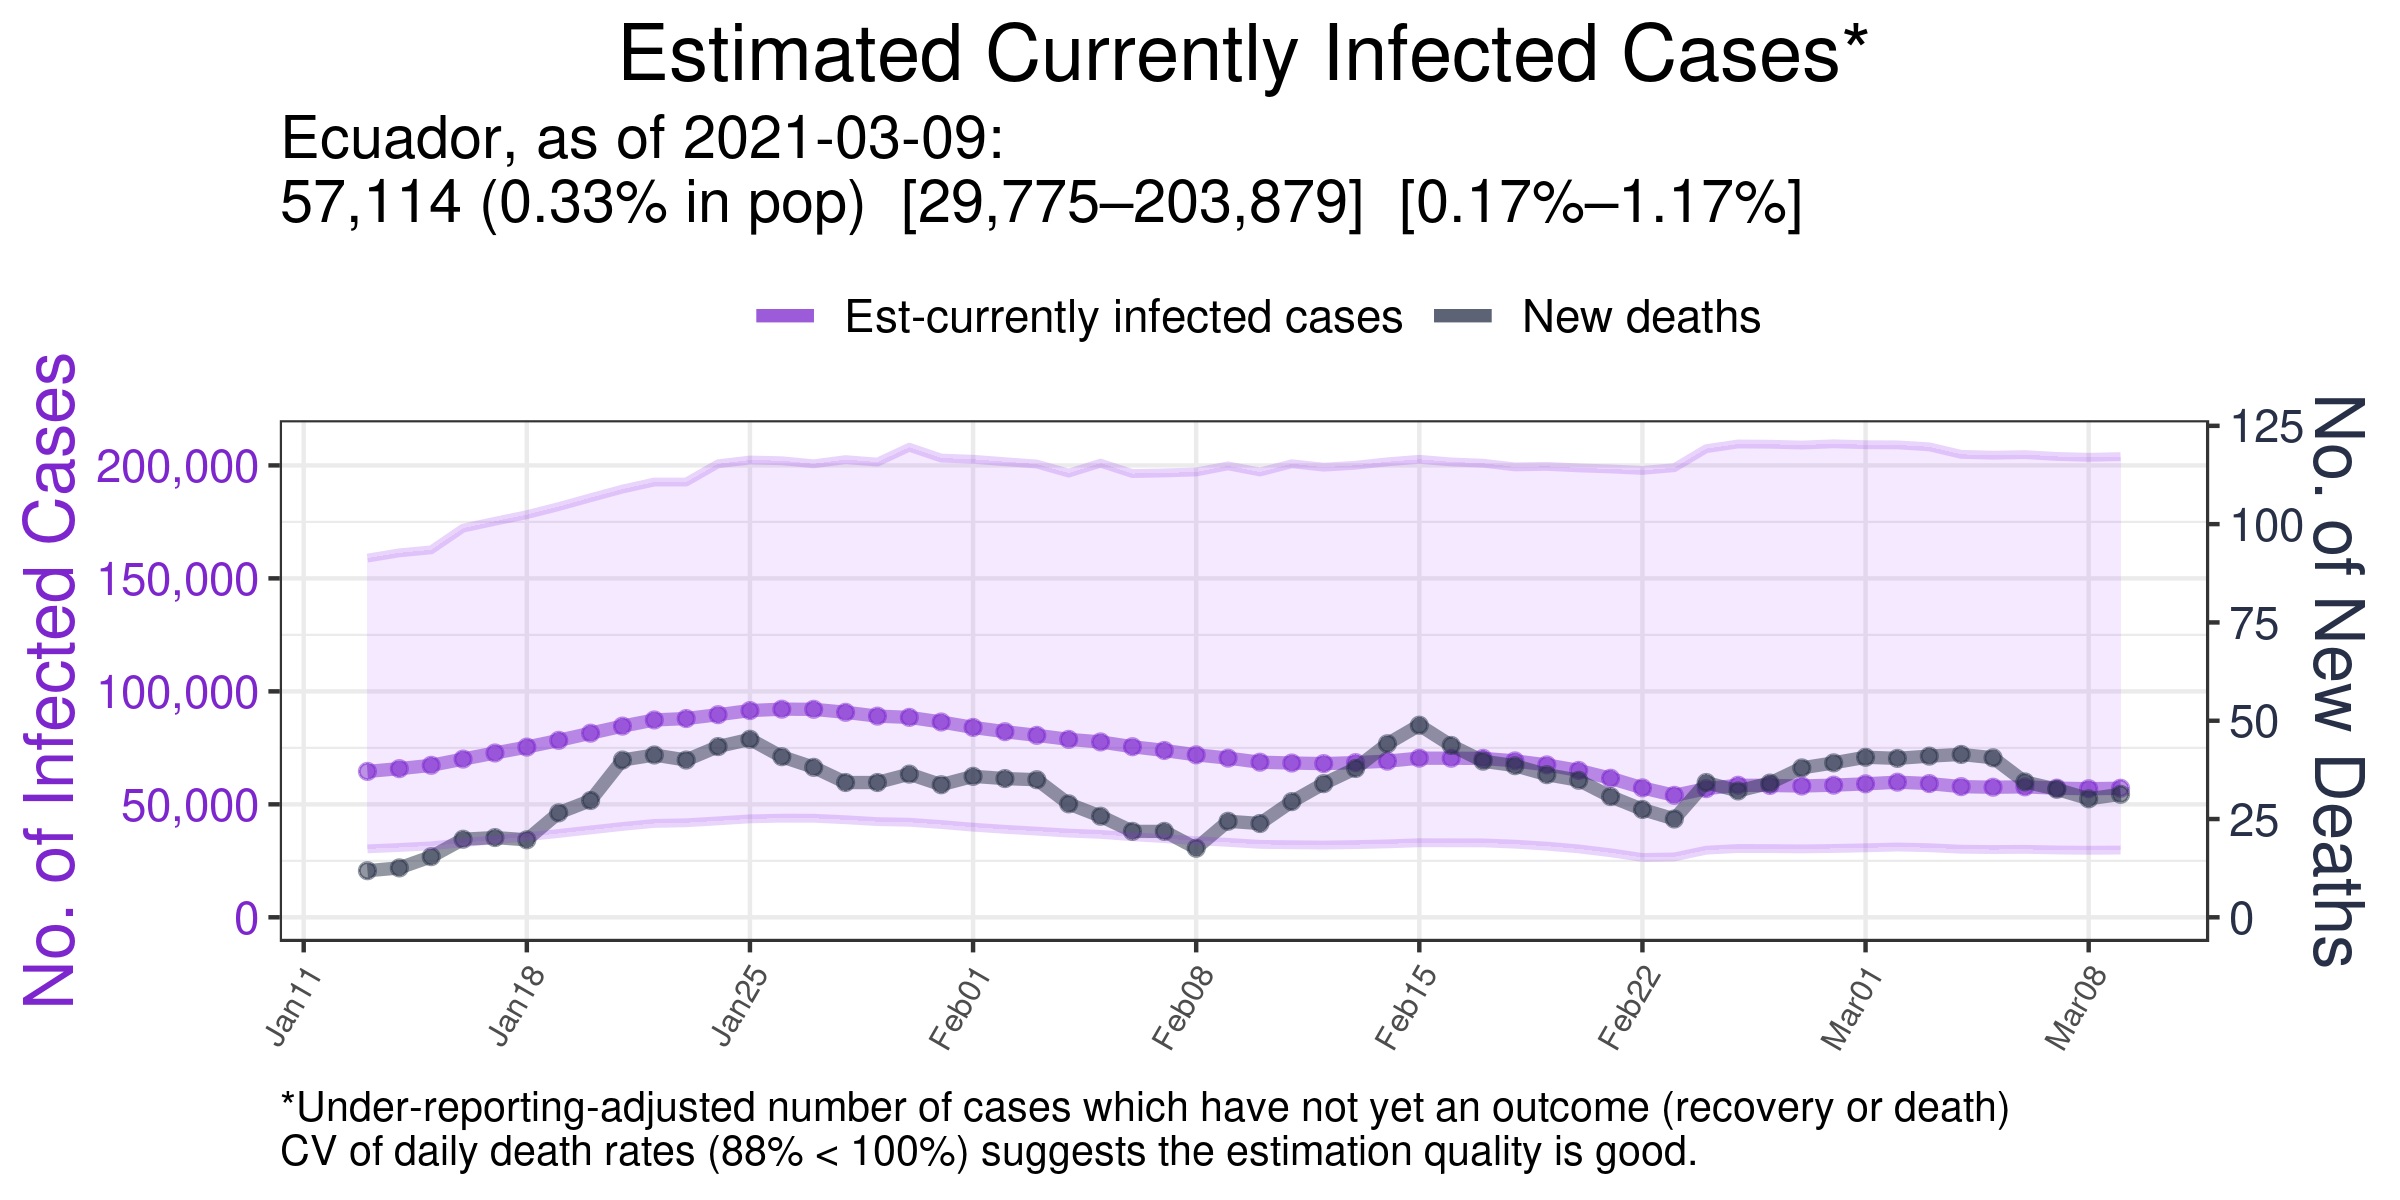 Estimated Currently Infected Cases*
Ecuador, as of 2021-03-09:
57,114 (0.33% in pop)  [29,775–203,879]  [0.17%–1.17%]
Est-currently infected cases
New deaths
No. of Infected Cases
200,000
150,000
100,000
50,000
0
125
100
75
50
25
0
No. of New Deaths
Jan11
Jan18
Jan25
Feb01
Feb08
Feb15
Feb22
Mar01
Mar08
*Under-reporting-adjusted number of cases which have not yet an outcome (recovery or death)
CV of daily death rates (88% < 100%) suggests the estimation quality is good.